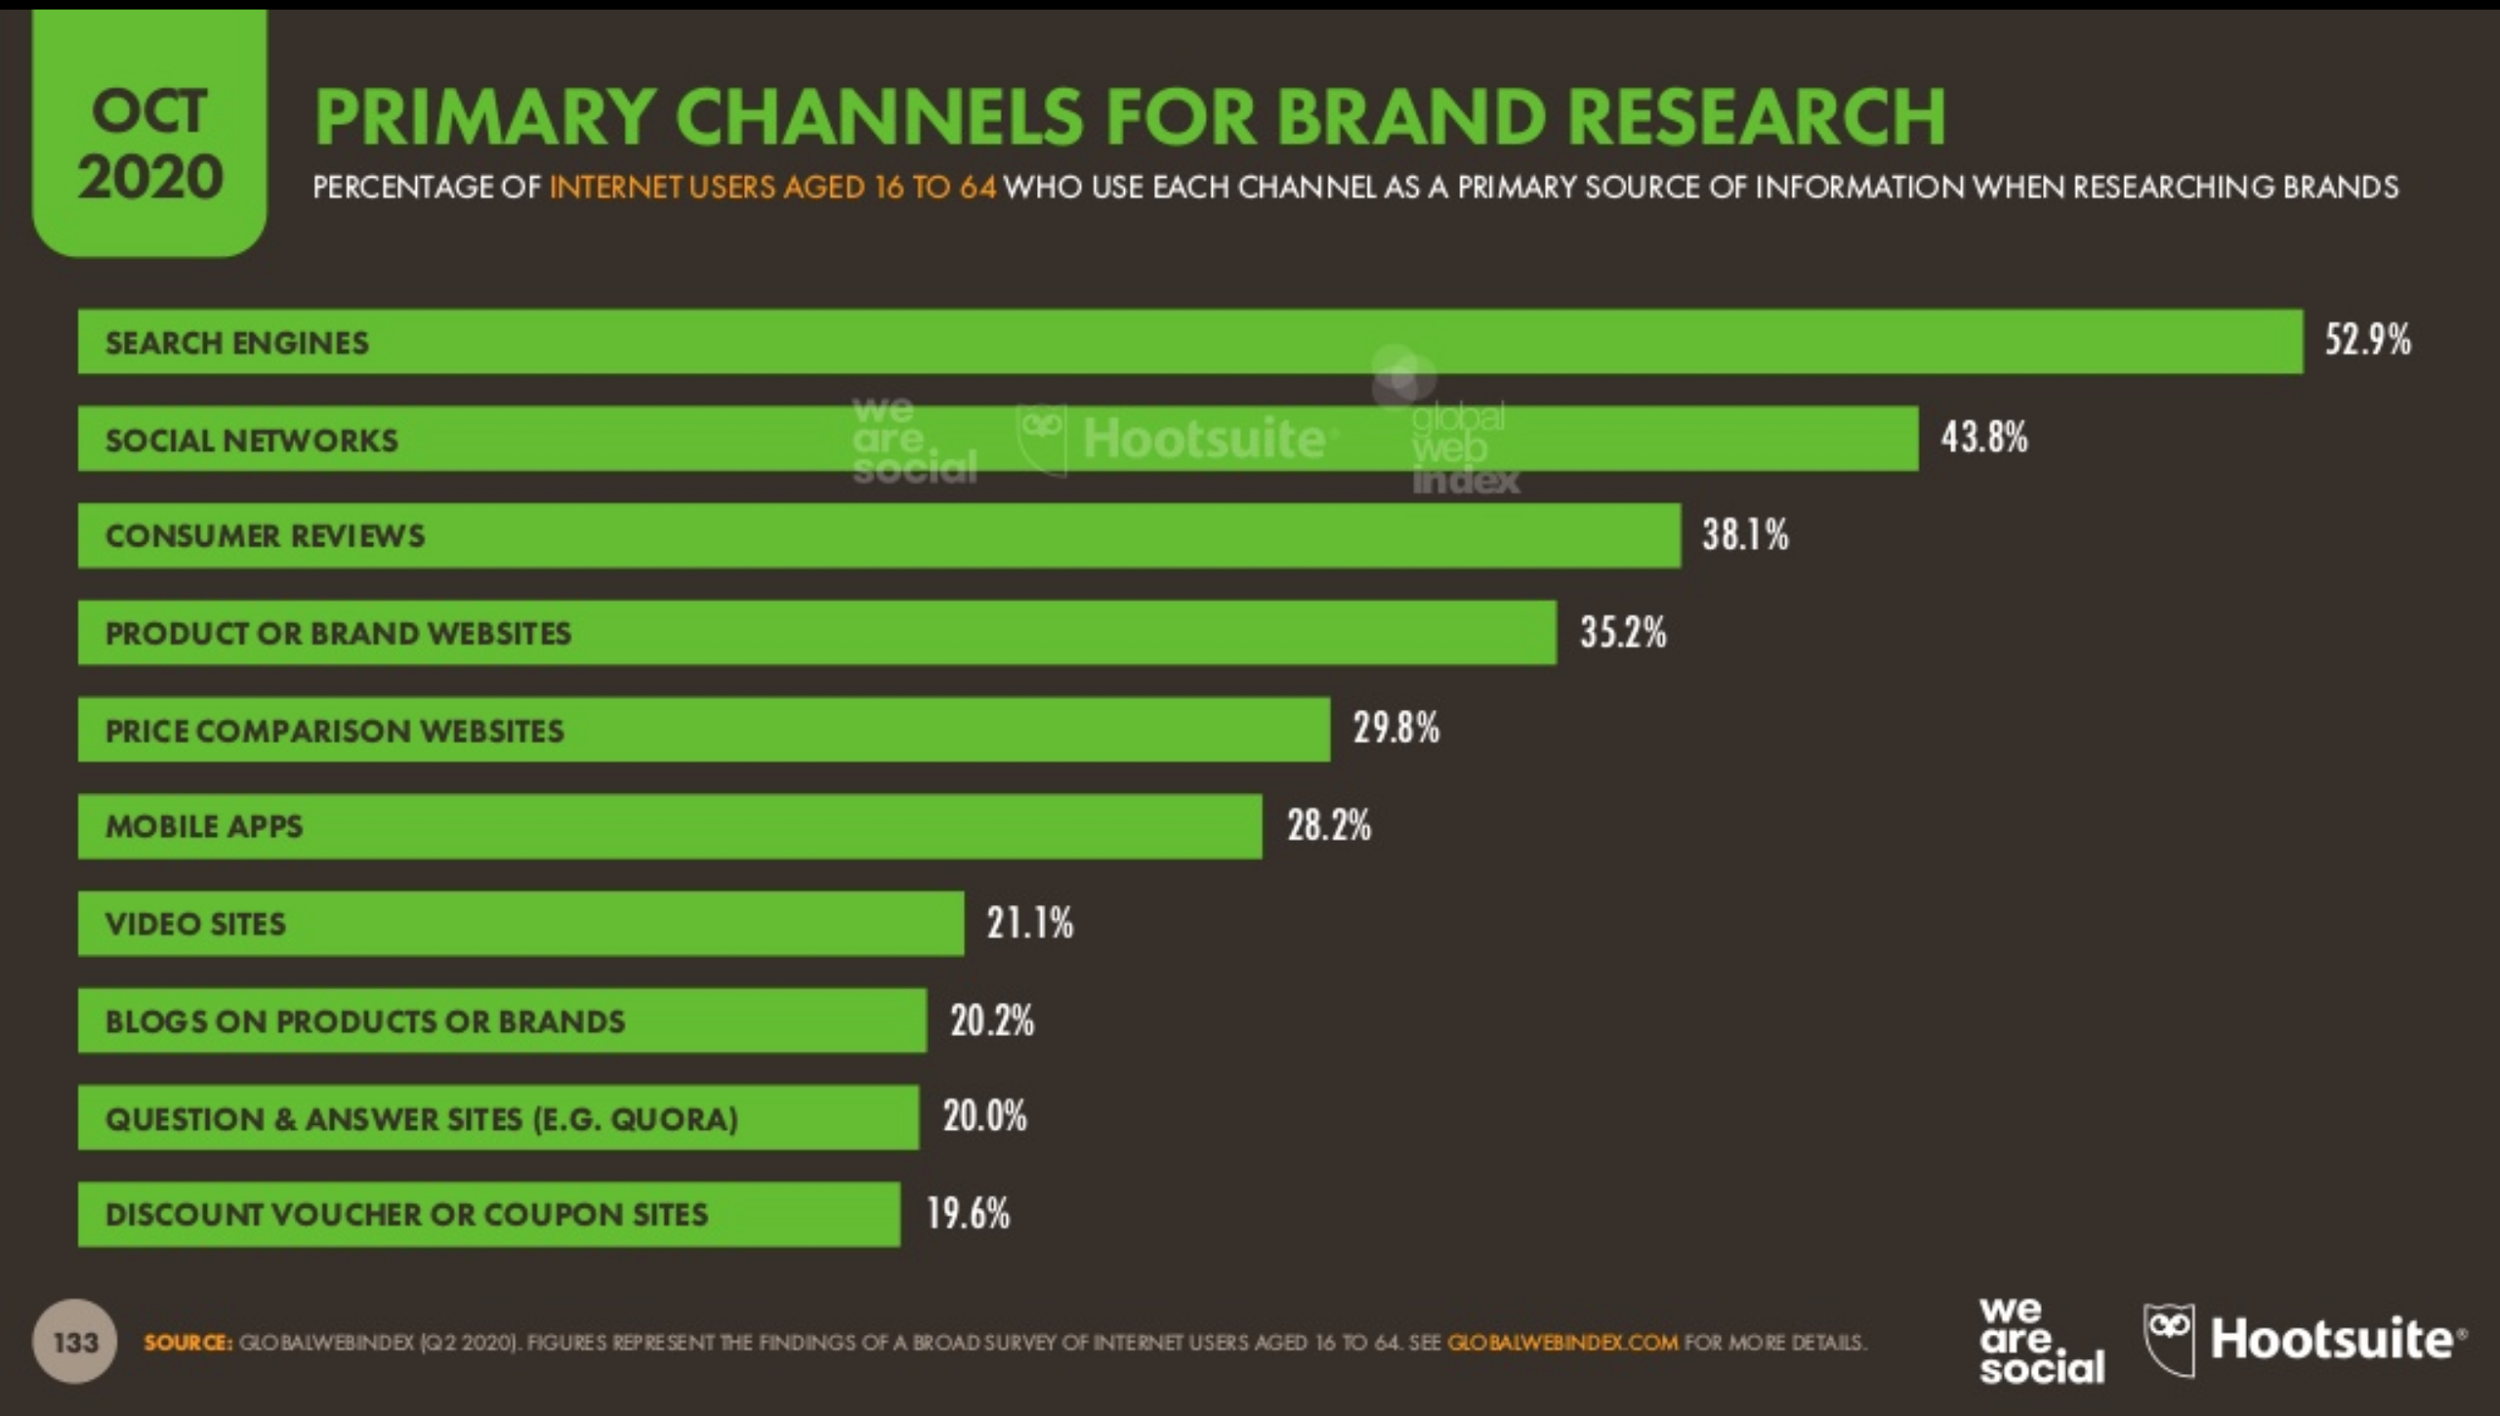 OCT
2020
PRIMARY CHANNELS FOR BRAND RESEARCH
PERCENTAGE OF INTERNET USERS AGED 16 TO 64 WHO USE EACH CHANNEL AS A PRIMARY SOURCE OF INFORMATION WHEN RESEARCHING BRANDS
SEARCH ENGINES 52.9%
SOCIAL NETWORKS 43.8%
we
are
social
Hootsuite
global
web
index
CONSUMER REVIEWS 38.1%
PRODUCT OR BRAND WEBSITES 35.2%
PRICE COMPARISON WEBSITES 29.8%
MOBILE APPS 28.2%
VIDEO SITES 21.1%
BLOGS ON PRODUCTS OR BRANDS 20.2%
QUESTION & ANSWER SITES (E.G. QUORA) 20.0%
DISCOUNT VOUCHER OR COUPON SITES 19.6%
133
SOURCE: GLOBALWEBINDEX (Q2 2020). FIGURES REPRESENT THE FINDINGS OF A BROAD SURVEY OF INTERNET USERS AGED 16 TO 64. SEE GLOBALWEBINDEX.COM FOR MORE DETAILS.
we
are
social
Hootsuite®